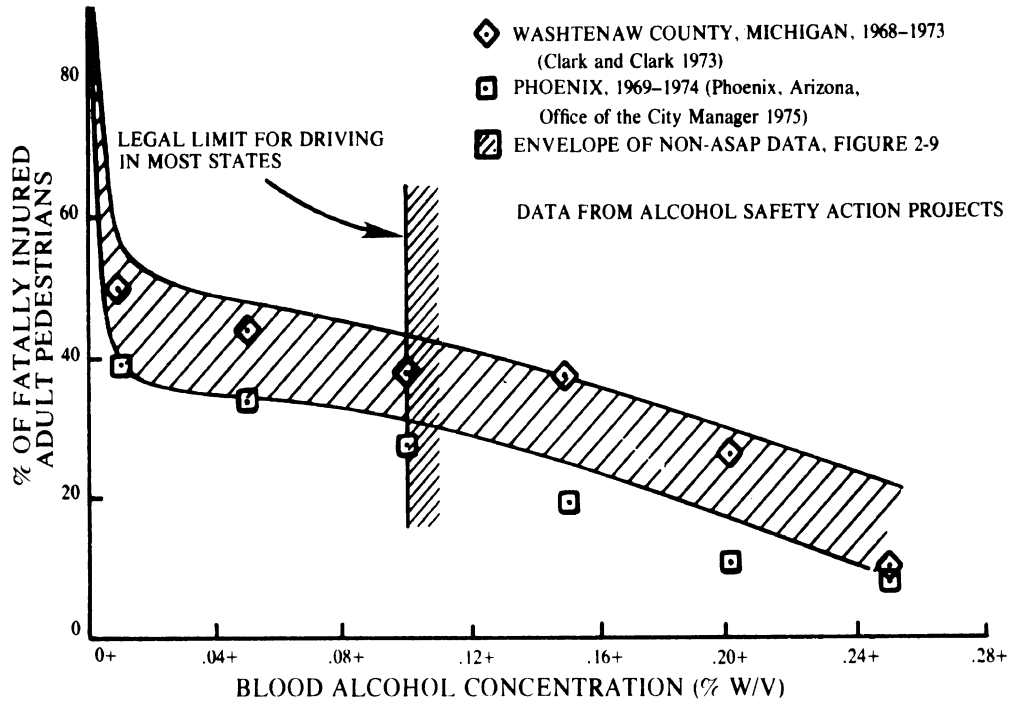 WASHTENAW COUNTY, MICHIGAN, 1968–1973
(Clark and Clark 1973)
PHOENIX, 1969–1974 (Phoenix, Arizona,
Office of the City Manager 1975)
ENVELOPE OF NON-ASAP DATA, FIGURE 2-9
DATA FROM ALCOHOL SAFETY ACTION PROJECTS
LEGAL LIMIT FOR DRIVING
IN MOST STATES
% OF FATALLY INJURED
ADULT PEDESTRIANS
80
60
40
20
0
0+ .04+ .08+ .12+ .16+ .20+ .24+ .28+
BLOOD ALCOHOL CONCENTRATION (% W/V)